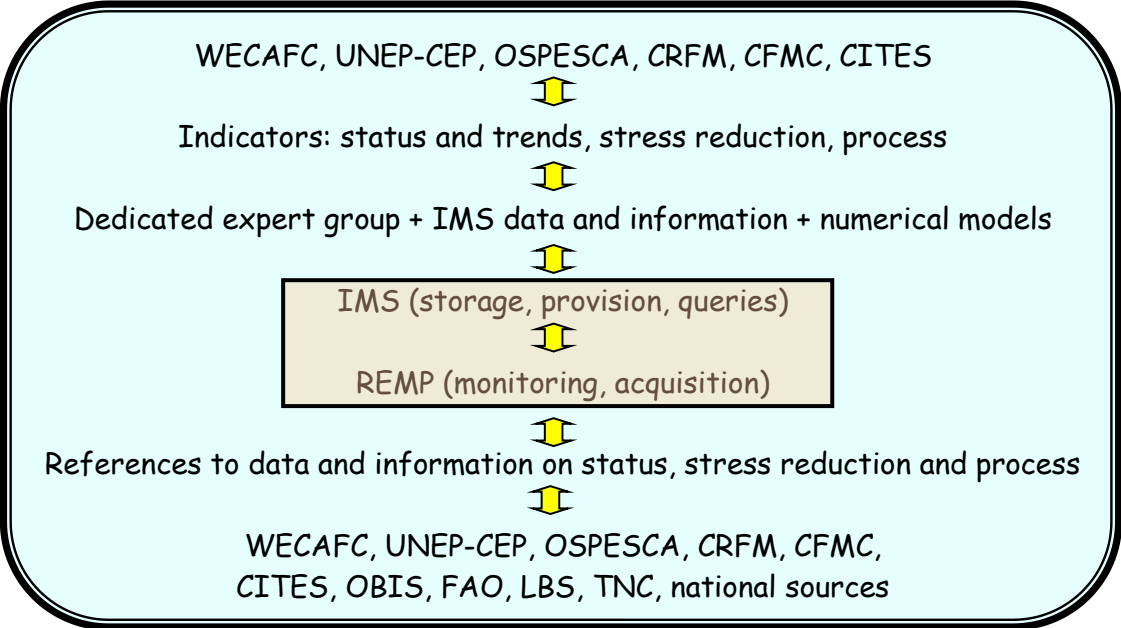 WECAFC, UNEP-CEP, OSPESCA, CRFM, CFMC, CITES
Indicators: status and trends, stress reduction, process
Dedicated expert group + IMS data and information + numerical models
IMS (storage, provision, queries)
REMP (monitoring, acquisition)
References to data and information on status, stress reduction and process
WECAFC, UNEP-CEP, OSPESCA, CRFM, CFMC,
CITES, OBIS, FAO, LBS, TNC, national sources